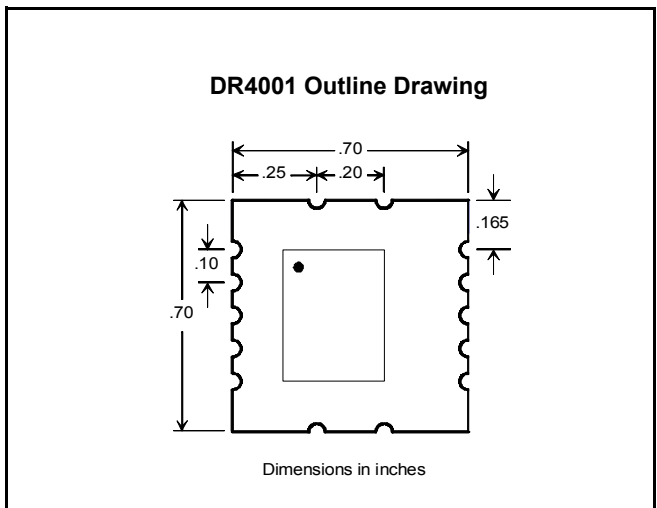 DR4001 Outline Drawing
.70
.25 .20
.165
.10
.70
Dimensions in inches